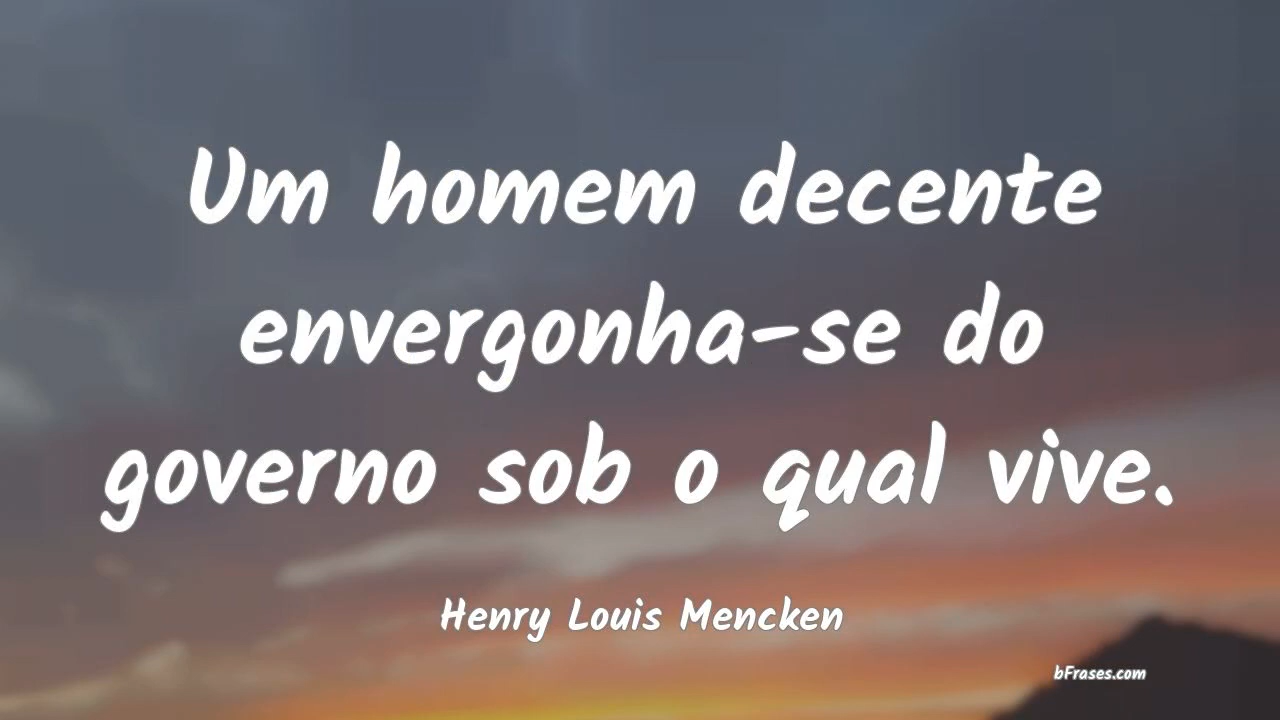 Um homem decente
envergonha-se do
governo sob o qual vive.
Henry Louis Mencken
bFrases.com